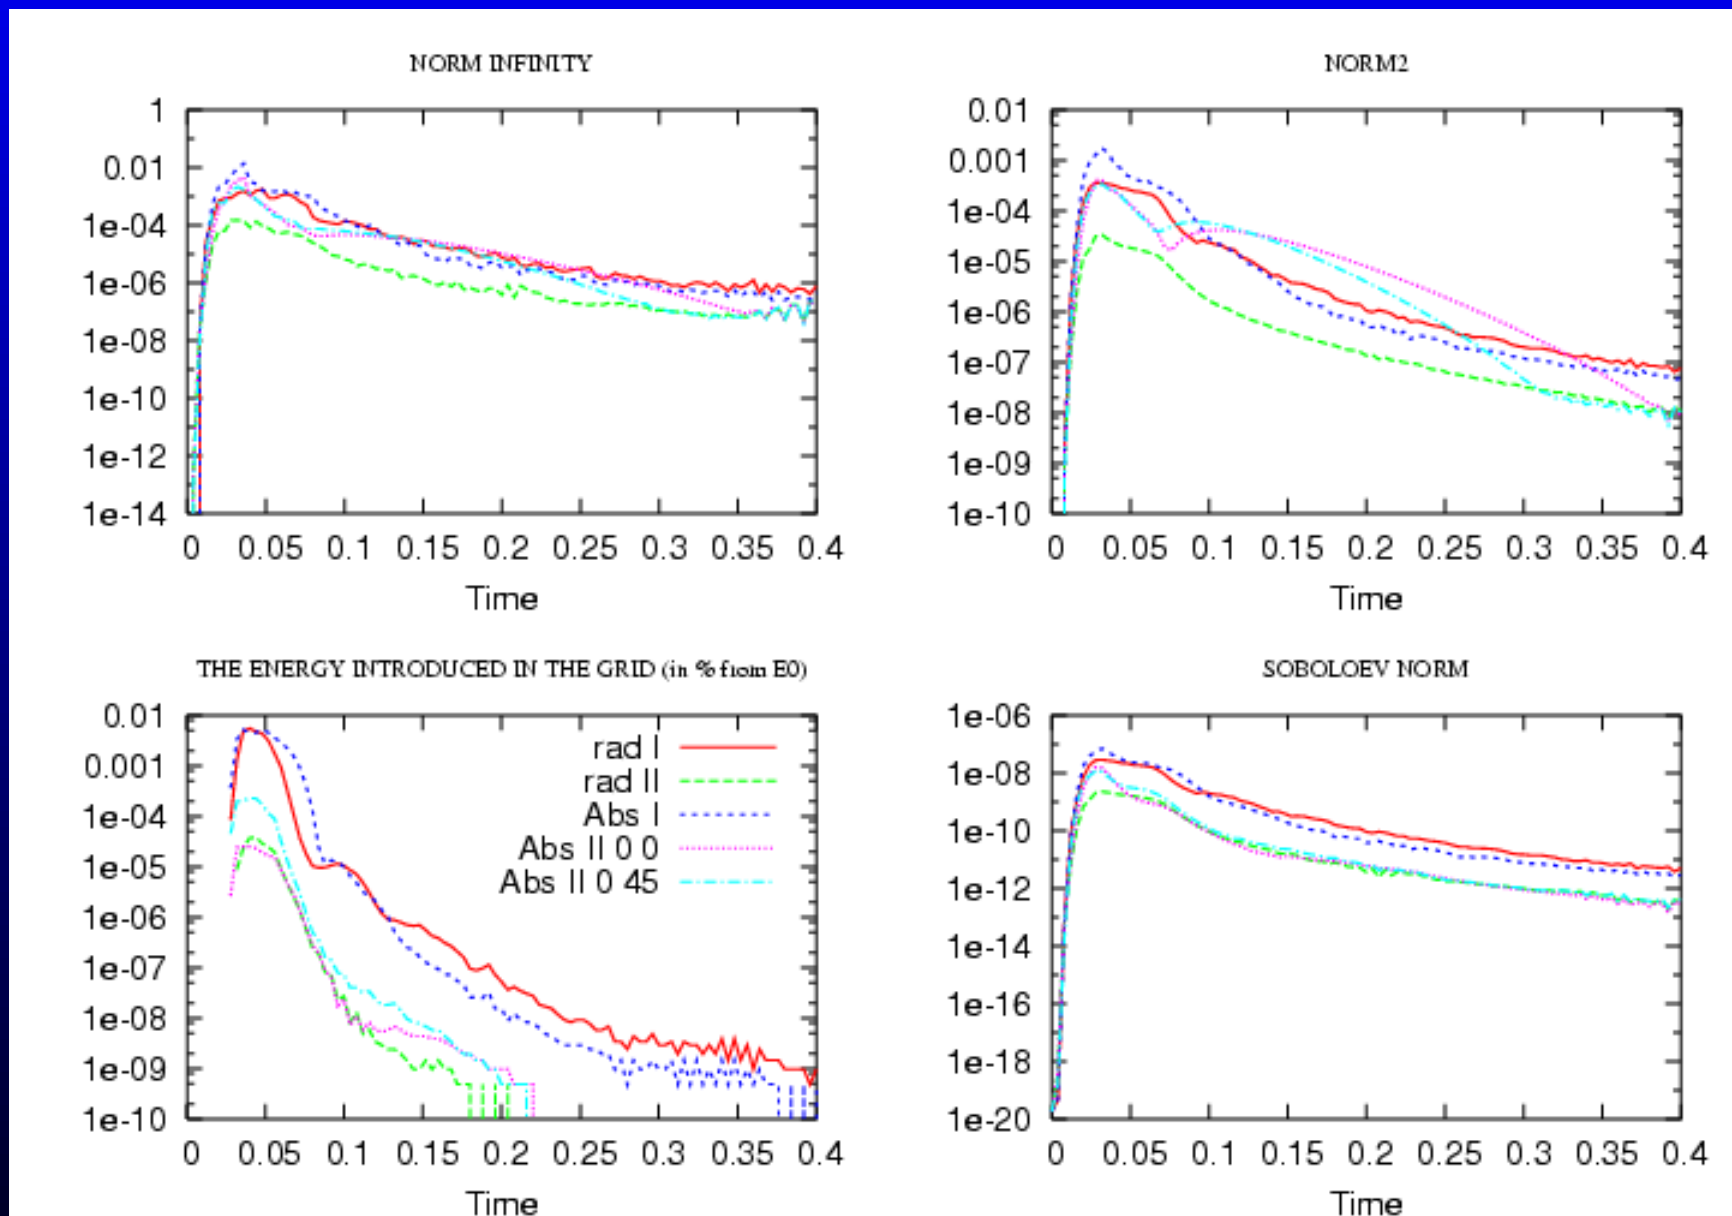 NORM INFINITY
1
0.01
1e-04
1e-06
1e-08
1e-10
1e-12
1e-14
0 0.05 0.1 0.15 0.2 0.25 0.3 0.35 0.4
Time
NORM2
0.01
0.001
1e-04
1e-05
1e-06
1e-07
1e-08
1e-09
1e-10
0 0.05 0.1 0.15 0.2 0.25 0.3 0.35 0.4
Time
THE ENERGY INTRODUCED IN THE GRID (in % from E0)
0.01
0.001
1e-04
1e-05
1e-06
1e-07
1e-08
1e-09
1e-10
rad I
rad II
Abs I
Abs II 0 0
Abs II 0 45
0 0.05 0.1 0.15 0.2 0.25 0.3 0.35 0.4
Time
SOBOLOEV NORM
1e-06
1e-08
1e-10
1e-12
1e-14
1e-16
1e-18
1e-20
0 0.05 0.1 0.15 0.2 0.25 0.3 0.35 0.4
Time